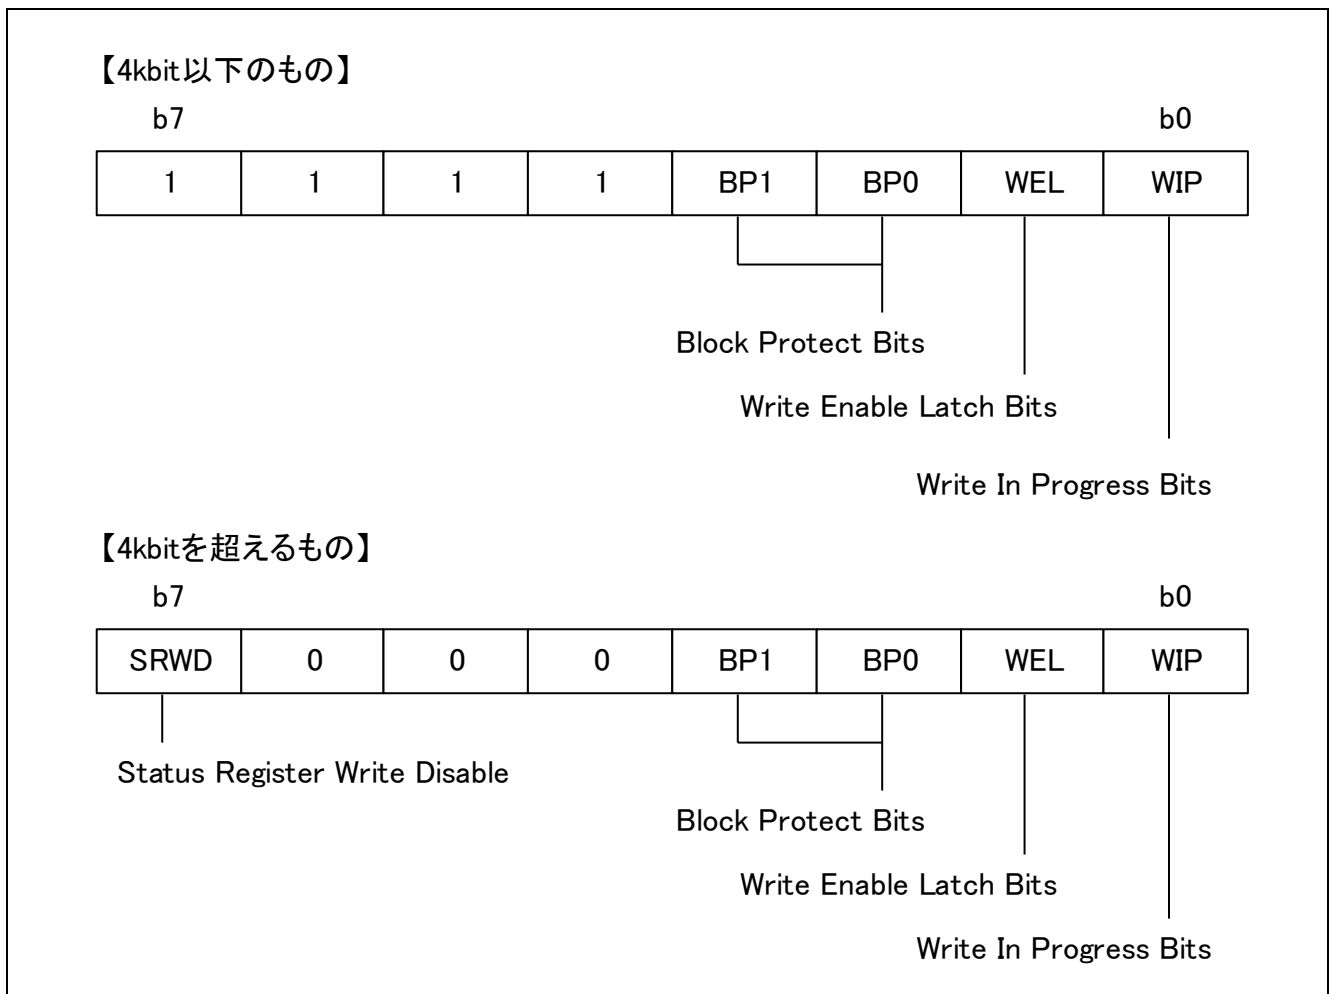 【4kbit以下のもの】
b7 b0
1 1 1 1 BP1 BP0 WEL WIP
Block Protect Bits
Write Enable Latch Bits
Write In Progress Bits
【4kbitを超えるもの】
b7 b0
SRWD 0 0 0 BP1 BP0 WEL WIP
Status Register Write Disable
Block Protect Bits
Write Enable Latch Bits
Write In Progress Bits